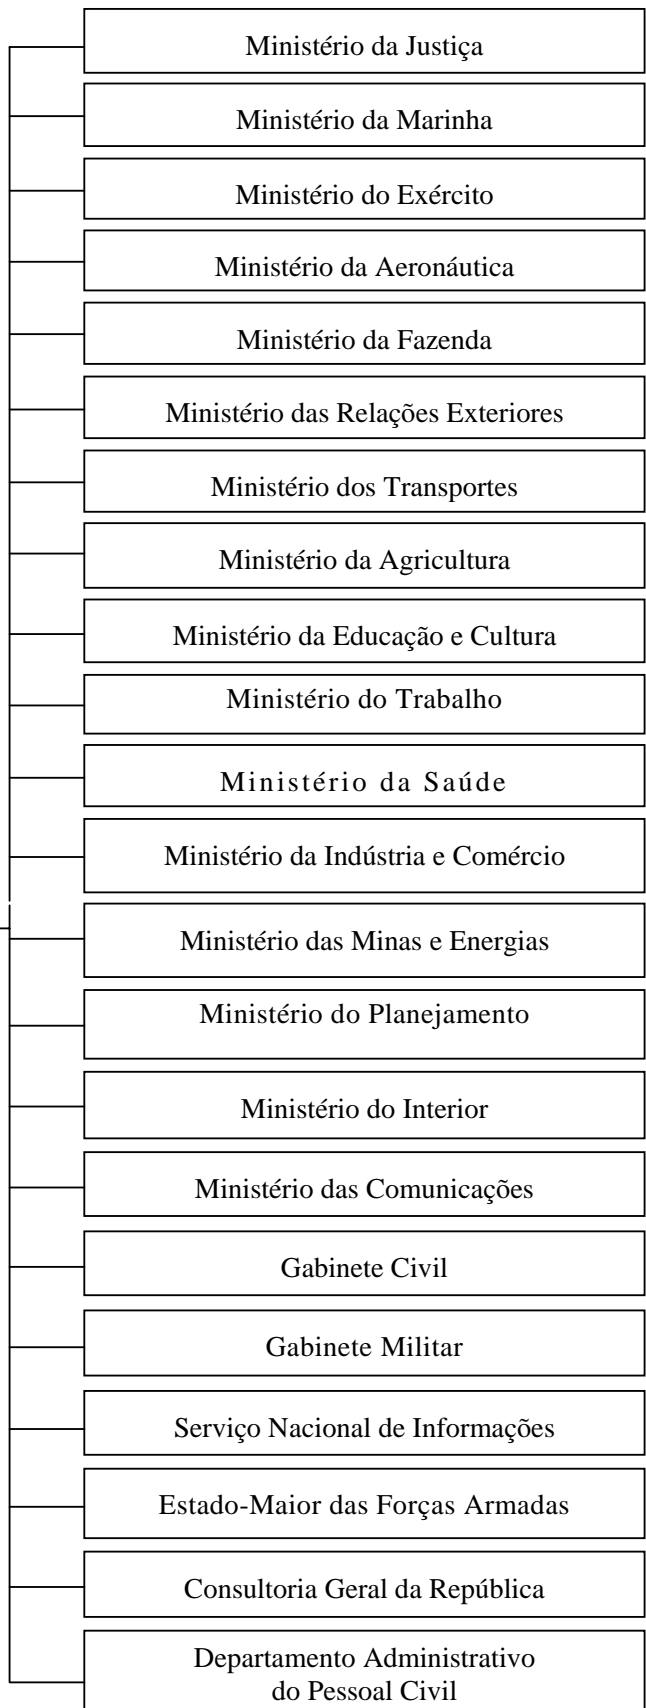 Ministério da Justiça
Ministério da Marinha
Ministério do Exército
Ministério da Aeronáutica
Ministério da Fazenda
Ministério das Relações Exteriores
Ministério dos Transportes
Ministério da Agricultura
Ministério da Educação e Cultura
Ministério do Trabalho
Ministério da Saúde
Ministério da Indústria e Comércio
Ministério das Minas e Energias
Ministério do Planejamento
Ministério do Interior
Ministério das Comunicações
Gabinete Civil
Gabinete Militar
Serviço Nacional de Informações
Estado-Maior das Forças Armadas
Consultoria Geral da República
Departamento Administrativo
do Pessoal Civil